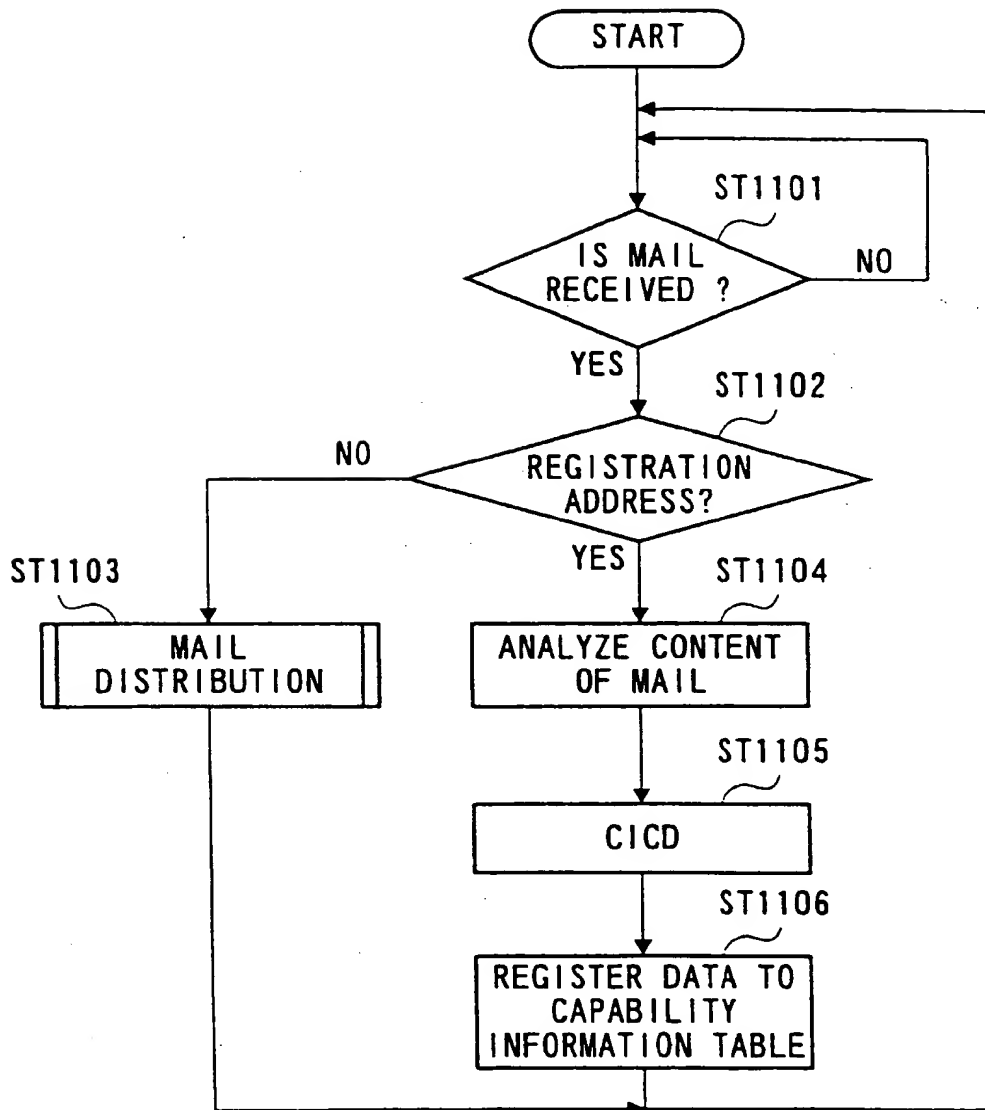 START
ST1101
IS MAIL
RECEIVED ?
NO
YES
ST1102
NO
REGISTRATION
ADDRESS?
YES
ST1103
ST1104
MAIL
DISTRIBUTION
ANALYZE CONTENT
OF MAIL
ST1105
CICD
ST1106
REGISTER DATA TO
CAPABILITY
INFORMATION TABLE